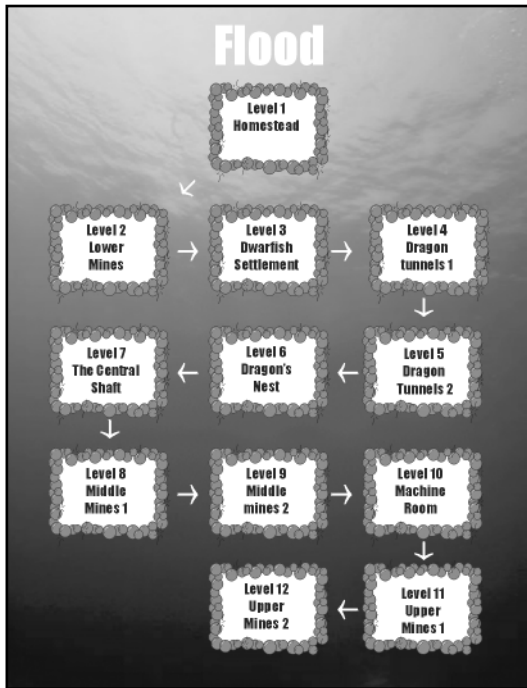 Flood
Level 1
Homestead
Level 2
Lower
Mines
Level 3
Dwarfish
Settlement
Level 4
Dragon
tunnels 1
Level 7
The Central
Shaft
Level 6
Dragon's
Nest
Level 5
Dragon
Tunnels 2
Level 8
Middle
Mines 1
Level 9
Middle
mines 2
Level 10
Machine
Room
Level 12
Upper
Mines 2
Level 11
Upper
Mines 1